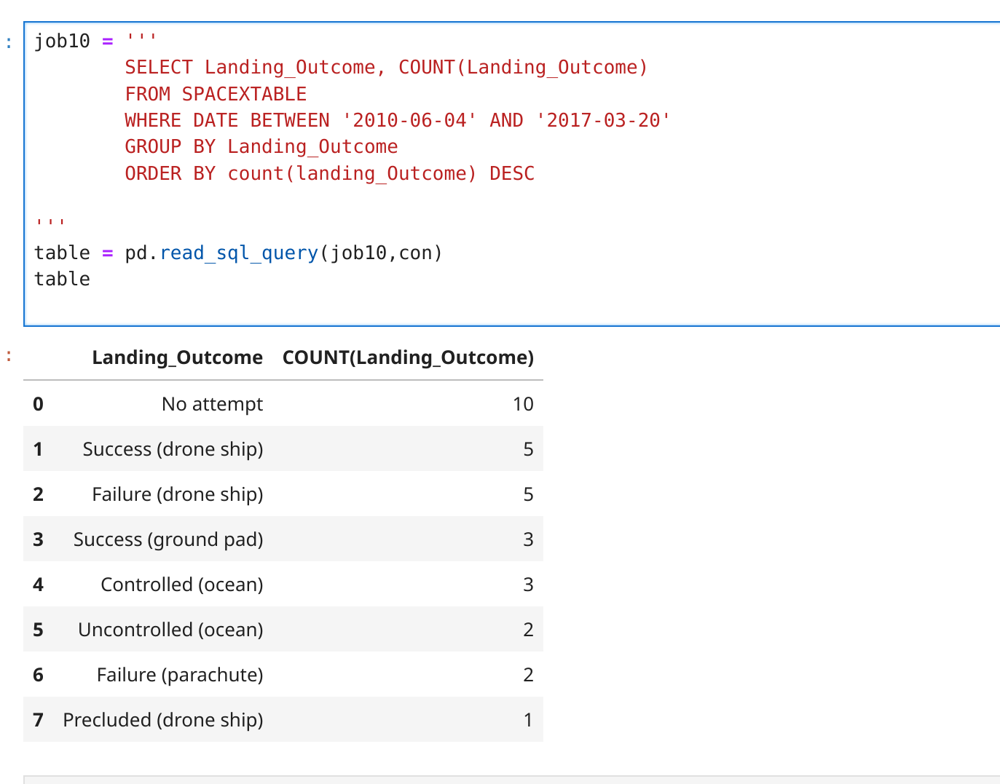 : job10 = '''
SELECT Landing_Outcome, COUNT(Landing_Outcome)
FROM SPACEXTABLE
WHERE DATE BETWEEN '2010-06-04' AND '2017-03-20'
GROUP BY Landing_Outcome
ORDER BY count(landing_Outcome) DESC
'''
table = pd.read_sql_query(job10,con)
table
: Landing_Outcome COUNT(Landing_Outcome)
0 No attempt 10
1 Success (drone ship) 5
2 Failure (drone ship) 5
3 Success (ground pad) 3
4 Controlled (ocean) 3
5 Uncontrolled (ocean) 2
6 Failure (parachute) 2
7 Precluded (drone ship) 1